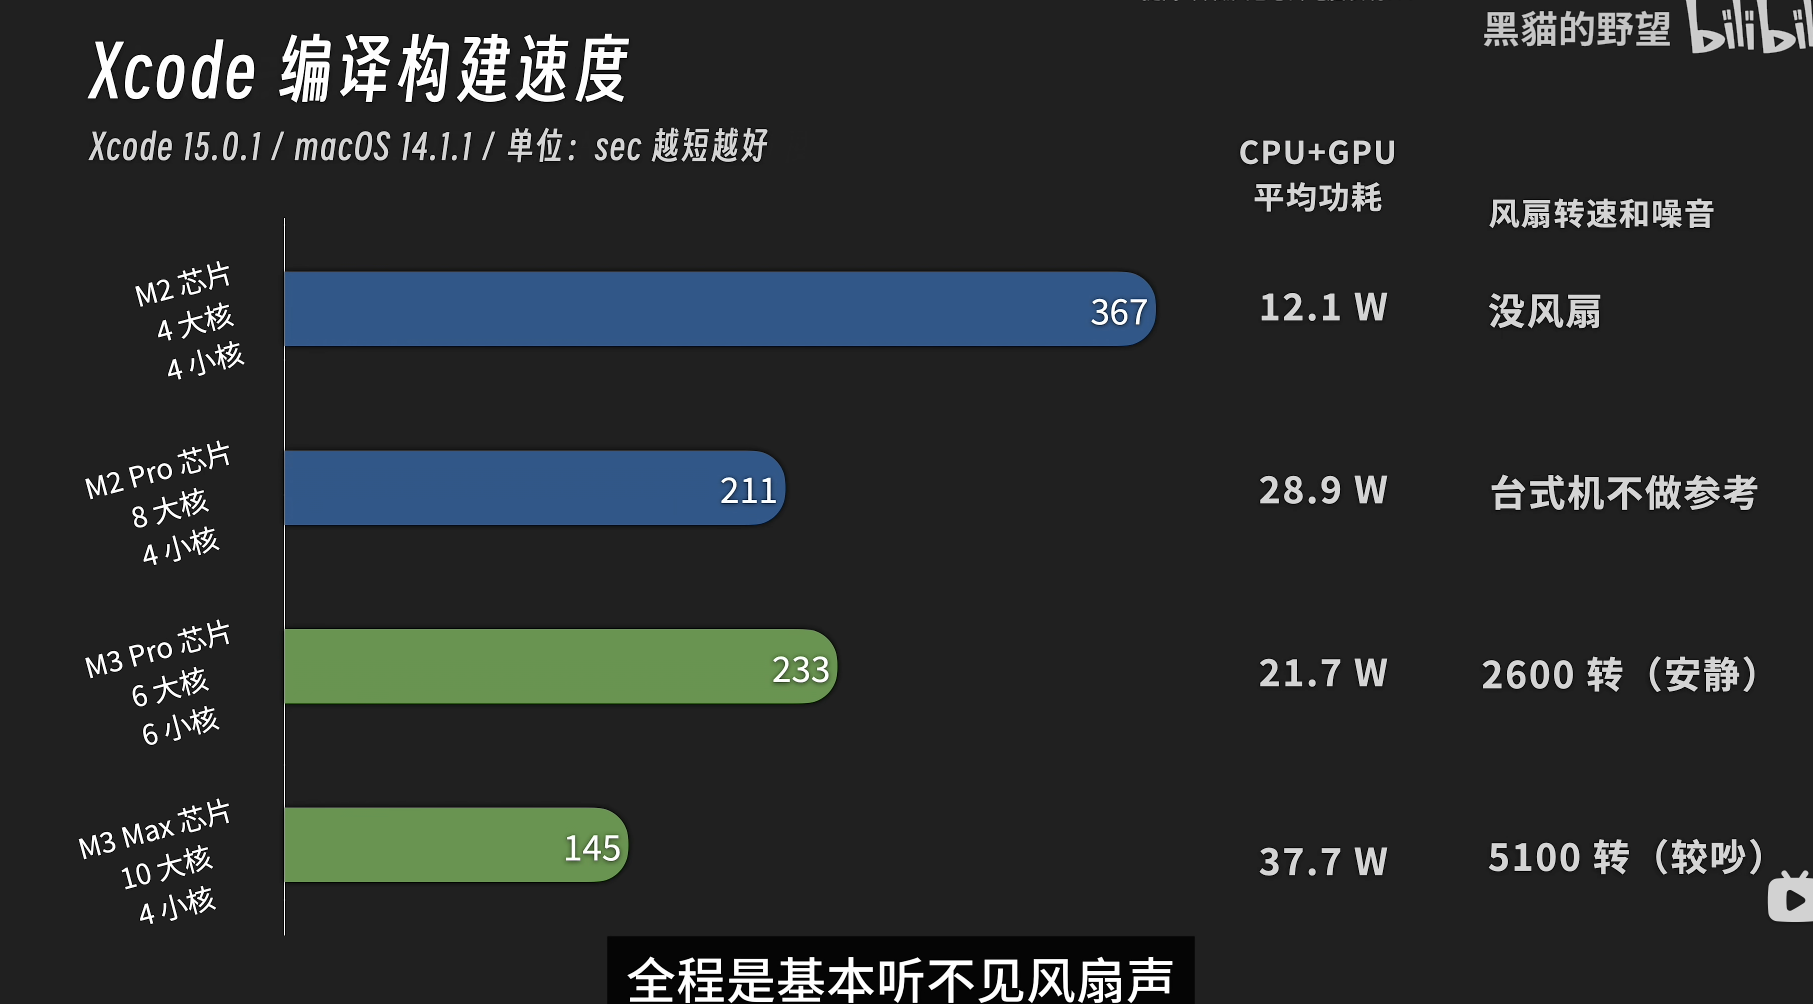 黑貓的野望 bilibil
Xcode 编译构建速度
Xcode 15.0.1 / macOS 14.1.1 / 单位：sec 越短越好
CPU+GPU
平均功耗
风扇转速和噪音
M2 芯片
4 大核
4 小核
367
12.1 W
没风扇
M2 Pro 芯片
8 大核
4 小核
211
28.9 W
台式机不做参考
M3 Pro 芯片
6 大核
6 小核
233
21.7 W
2600 转（安静）
M3 Max 芯片
10 大核
4 小核
145
37.7 W
5100 转（较吵）
全程是基本听不见风扇声